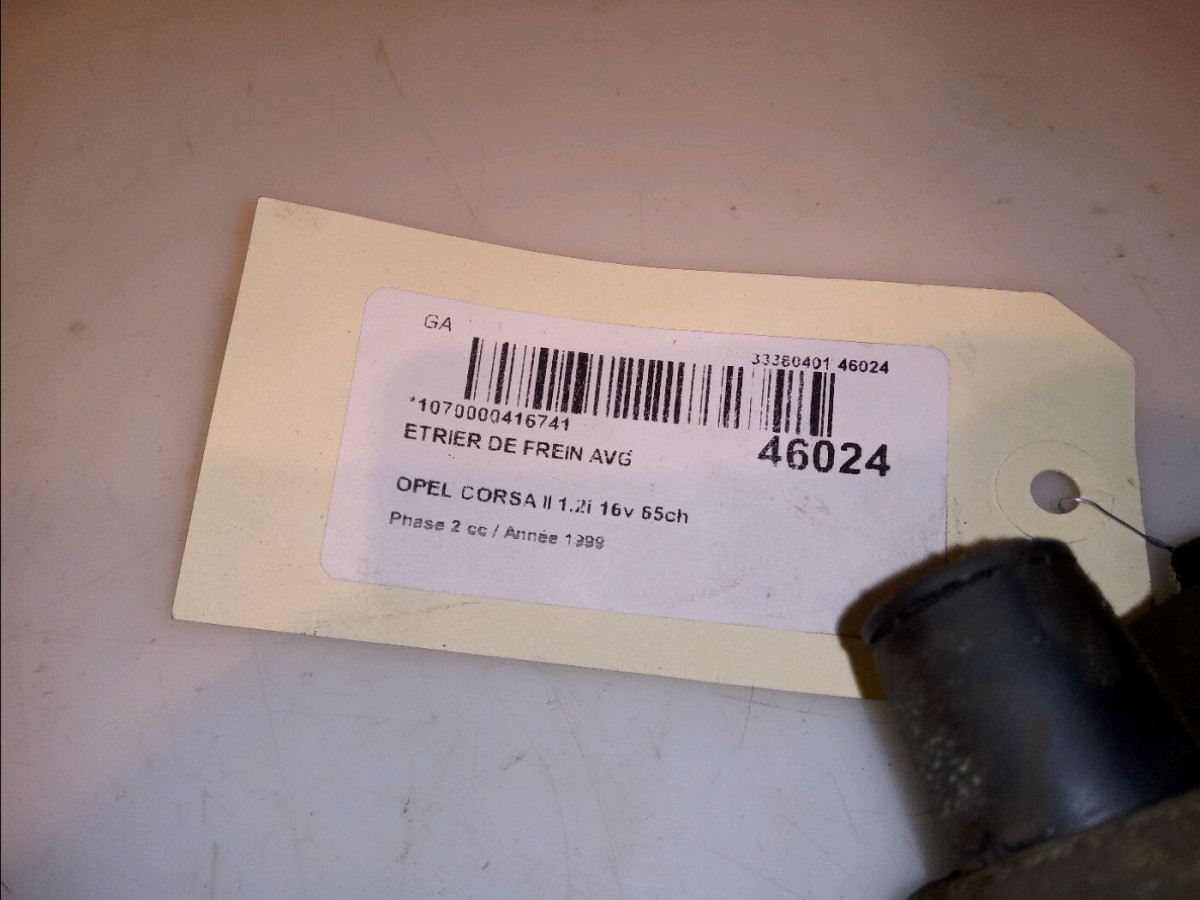 GA
33360401 46024
*1070000416741
46024
ETRIER DE FREIN AVG
OPEL CORSA II 1.2i 16v 65ch
Phase 2 cc / Année 1999